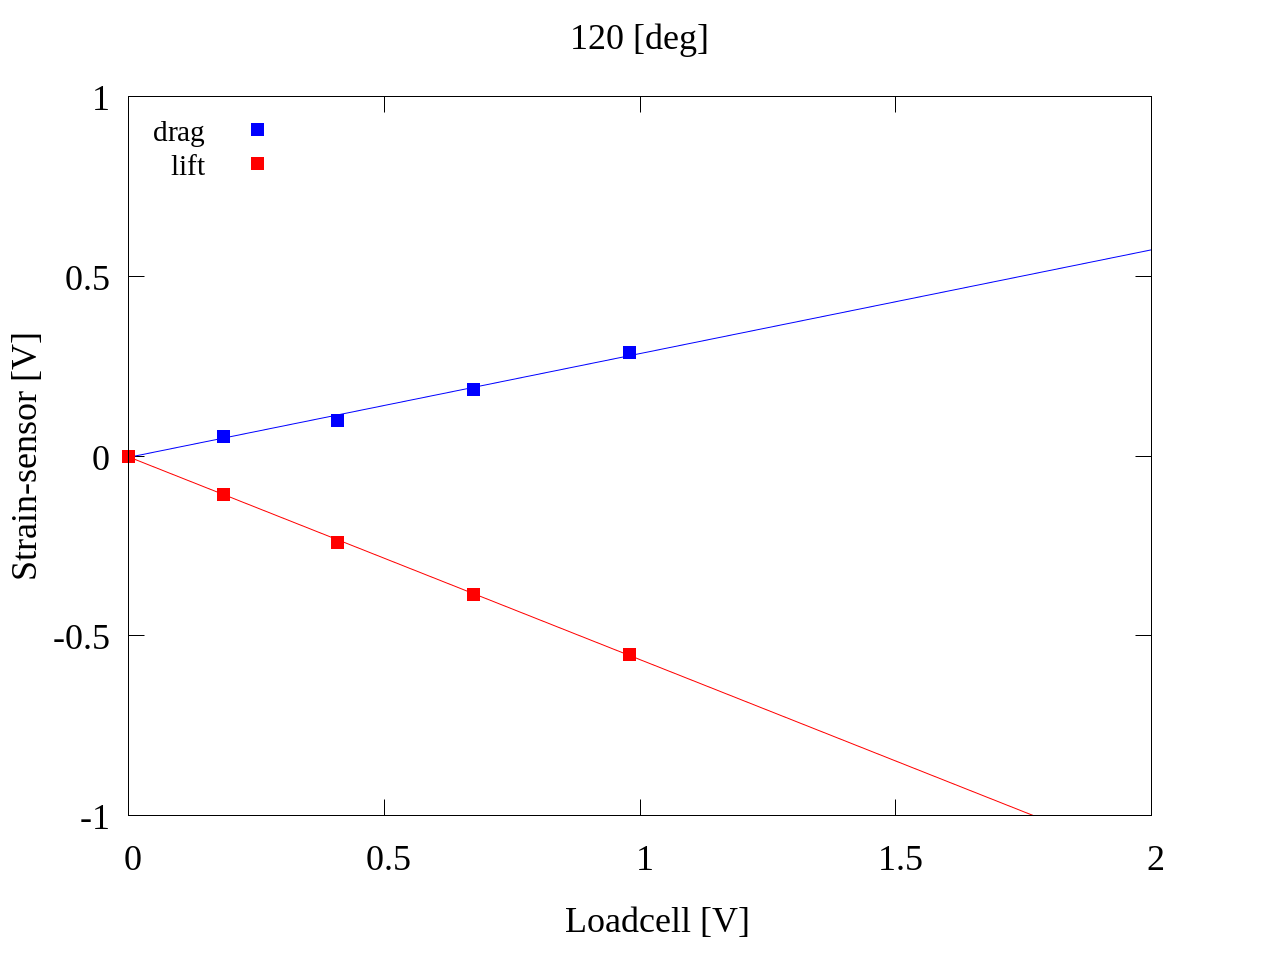 120 [deg]
drag
lift
1
0.5
0
-0.5
-1
Strain-sensor [V]
0 0.5 1 1.5 2
Loadcell [V]